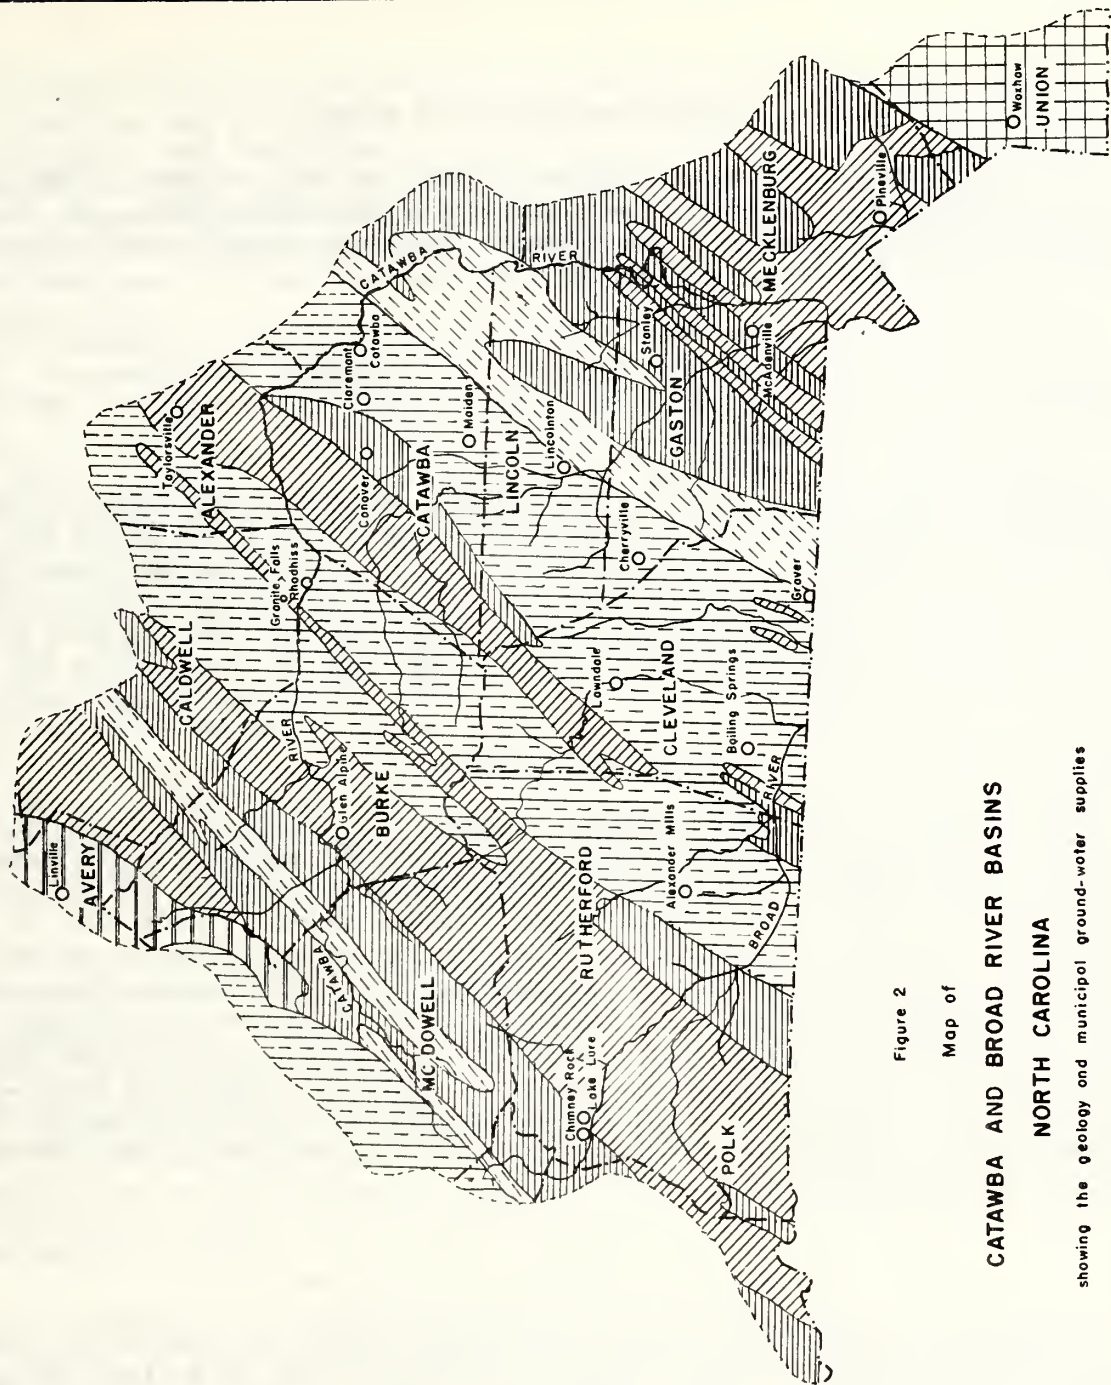 Linville
AVERY
CALDWELL
Taylorsville
ALEXANDER
Granite Falls
Rhodhiss
RIVER
Glen Alpine
BURKE
CATAWBA
MC DOWELL
Conover
Claremont
Catawba
CATAWBA
RIVER
Maiden
CATAWBA
LINCOLN
Lincolnton
Stanley
GASTON
McAdenville
MECKLENBURG
Pineville
Waxhaw
UNION
Cherryville
Grover
Lawndale
CLEVELAND
Boiling Springs
RIVER
BROAD
Alexander Mills
RUTHERFORD
Chimney Rock
Lake Lure
POLK
Figure 2
Map of
CATAWBA AND BROAD RIVER BASINS
NORTH CAROLINA
showing the geology and municipal ground-water supplies